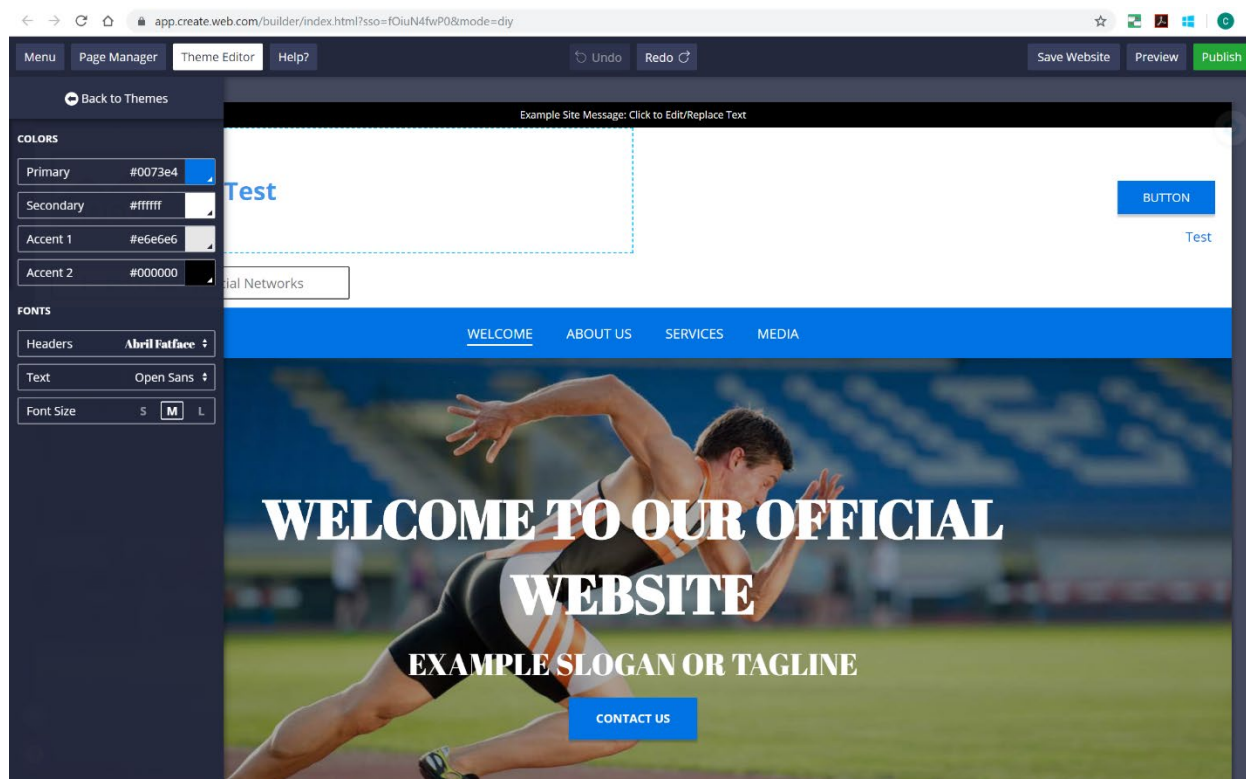 app.create.web.com/builder/index.html?sso=fOiuN4fwP0&mode=diy
C
Menu Page Manager Theme Editor Help? Undo Redo Save Website Preview Publish
Back to Themes
Example Site Message: Click to Edit/Replace Text
COLORS
Primary #0073e4
Secondary #ffffff
Accent 1 #e6e6e6
Accent 2 #000000
FONTS
Headers Abril Fatface
Text Open Sans
Font Size S M L
Test
BUTTON
Test
Networks
WELCOME ABOUT US SERVICES MEDIA
WELCOME TO OUR OFFICIAL
WEBSITE
EXAMPLE SLOGAN OR TAGLINE
CONTACT US